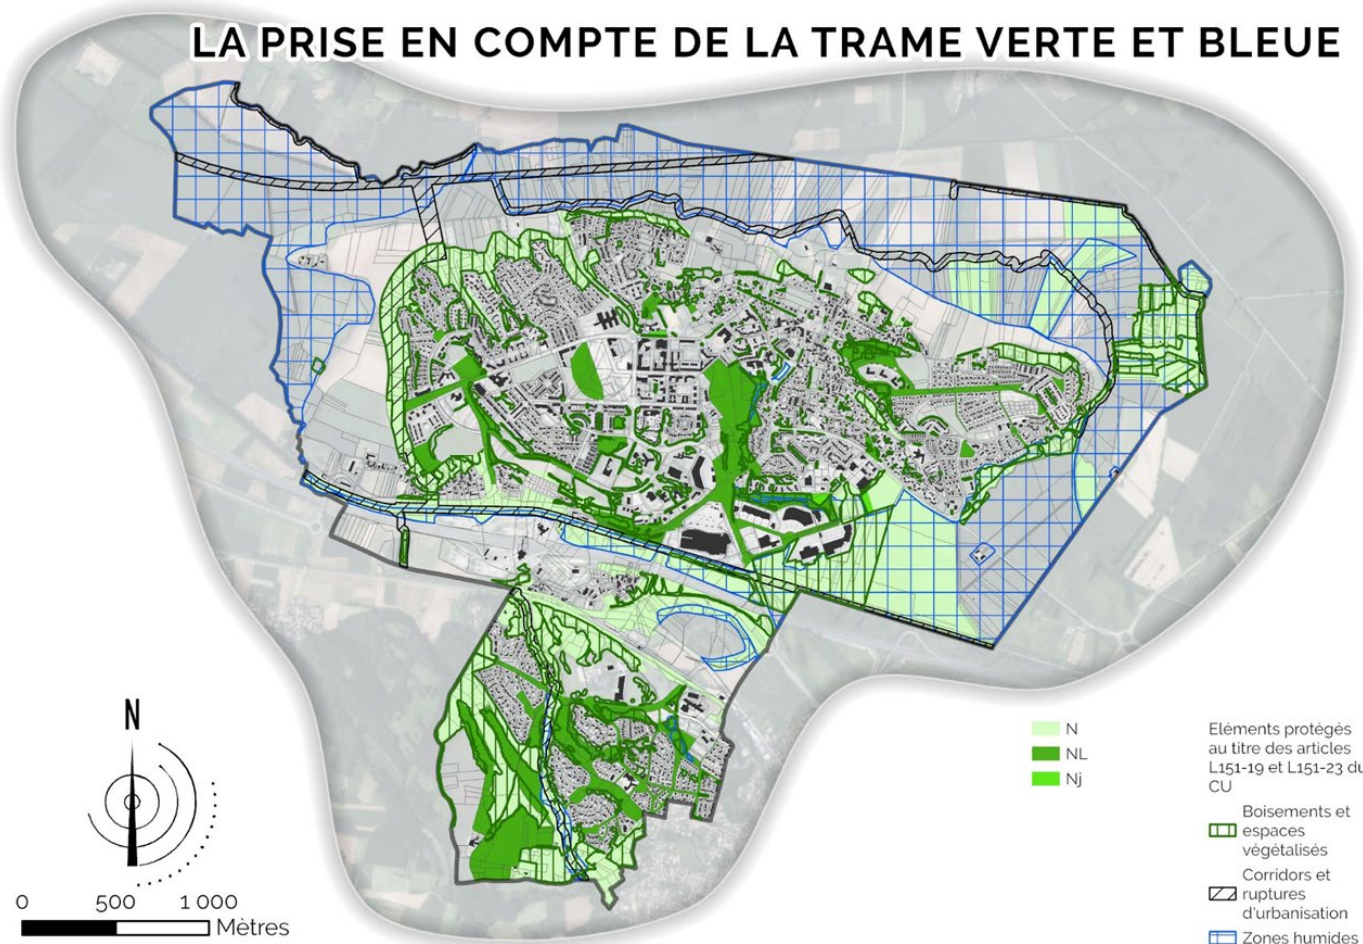 LA PRISE EN COMPTE DE LA TRAME VERTE ET BLEUE
N
0 500 1 000
Mètres
N
NL
Nj
Eléments protégés
au titre des articles
L151-19 et L151-23 du
CU
Boisements et
espaces
végétalisés
Corridors et
ruptures
d'urbanisation
Zones humides